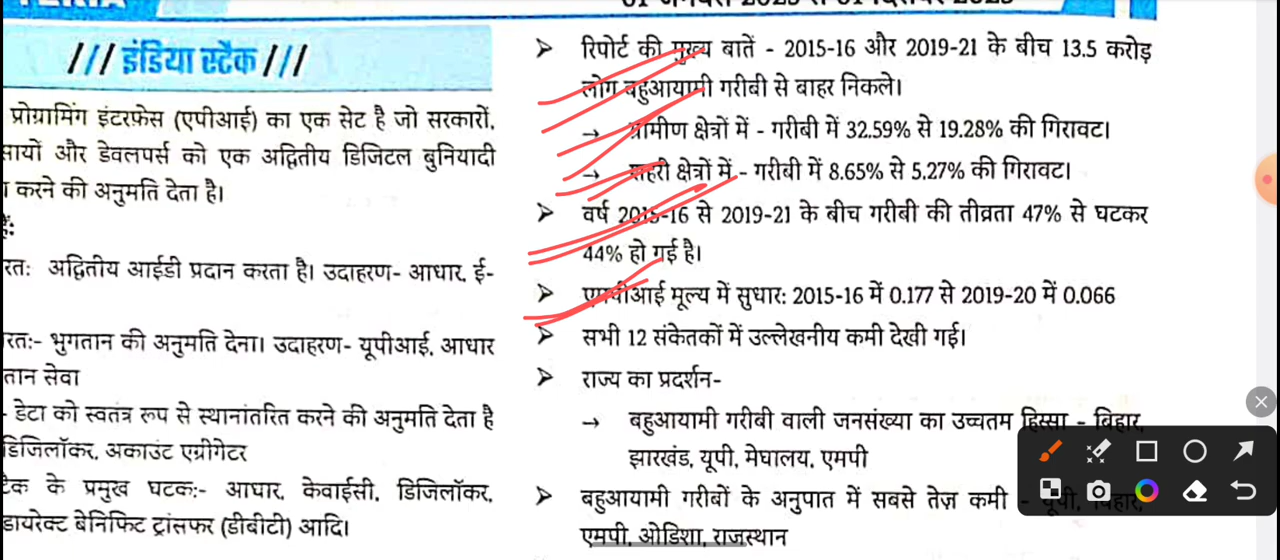 /// इंडिया स्टैक ///
प्रोग्रामिंग इंटरफ़ेस (एपीआई) का एक सेट है जो सरकारों,
और डेवलपर्स को एक अद्वितीय डिजिटल बुनियादी
करने की अनुमति देता है।
अद्वितीय आईडी प्रदान करता है। उदाहरण- आधार, ई-
भुगतान की अनुमति देना। उदाहरण- यूपीआई, आधार
सेवा
- डेटा को स्वतंत्र रूप से स्थानांतरित करने की अनुमति देता है
डिजिलॉकर, अकाउंट एग्रीगेटर
के प्रमुख घटक:- आधार, केवाईसी, डिजिलॉकर,
डायरेक्ट बेनिफिट ट्रांसफर (डीबीटी) आदि।
➤ रिपोर्ट की मुख्य बातें - 2015-16 और 2019-21 के बीच 13.5 करोड़
लोग बहुआयामी गरीबी से बाहर निकले।
→ ग्रामीण क्षेत्रों में - गरीबी में 32.59% से 19.28% की गिरावट।
→ शहरी क्षेत्रों में - गरीबी में 8.65% से 5.27% की गिरावट।
➤ वर्ष 2015-16 से 2019-21 के बीच गरीबी की तीव्रता 47% से घटकर
44% हो गई है।
➤ एमपीआई मूल्य में सुधार: 2015-16 में 0.177 से 2019-20 में 0.066
➤ सभी 12 संकेतकों में उल्लेखनीय कमी देखी गई।
➤ राज्य का प्रदर्शन-
→ बहुआयामी गरीबी वाली जनसंख्या का उच्चतम हिस्सा - बिहार,
झारखंड, यूपी, मेघालय, एमपी
➤ बहुआयामी गरीबों के अनुपात में सबसे तेज़ कमी - यूपी, बिहार,
एमपी, ओडिशा, राजस्थान